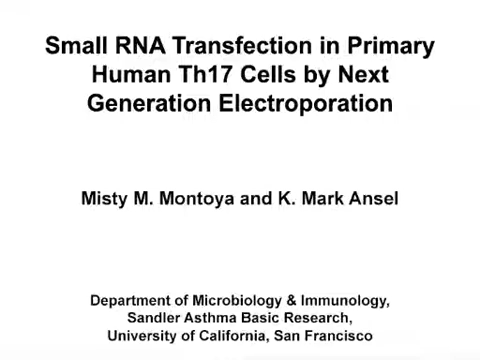 Small RNA Transfection in Primary
Human Th17 Cells by Next
Generation Electroporation
Misty M. Montoya and K. Mark Ansel
Department of Microbiology & Immunology,
Sandler Asthma Basic Research,
University of California, San Francisco